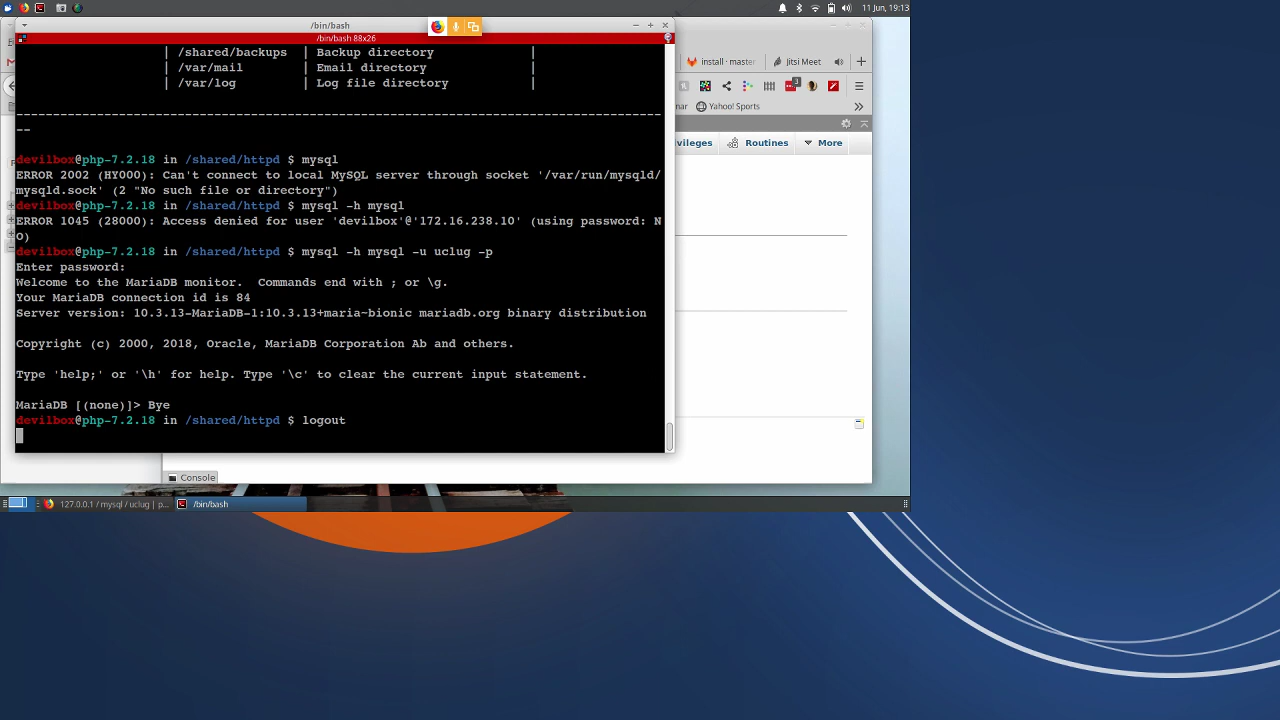 11 Jun, 19:13
/bin/bash
/bin/bash 88x26
| /shared/backups | Backup directory |
| /var/mail | Email directory |
| /var/log | Log file directory |
----------------------------------------------------------------------------------------
--
devilbox@php-7.2.18 in /shared/httpd $ mysql
ERROR 2002 (HY000): Can't connect to local MySQL server through socket '/var/run/mysqld/
mysqld.sock' (2 "No such file or directory")
devilbox@php-7.2.18 in /shared/httpd $ mysql -h mysql
ERROR 1045 (28000): Access denied for user 'devilbox'@'172.16.238.10' (using password: N
O)
devilbox@php-7.2.18 in /shared/httpd $ mysql -h mysql -u uclug -p
Enter password:
Welcome to the MariaDB monitor.  Commands end with ; or \g.
Your MariaDB connection id is 84
Server version: 10.3.13-MariaDB-1:10.3.13+maria~bionic mariadb.org binary distribution
Copyright (c) 2000, 2018, Oracle, MariaDB Corporation Ab and others.
Type 'help;' or '\h' for help. Type '\c' to clear the current input statement.
MariaDB [(none)]> Bye
devilbox@php-7.2.18 in /shared/httpd $ logout
install · master
Jitsi Meet
nar
Yahoo! Sports
vileges
Routines
More
Console
127.0.0.1 / mysql / uclug | p...
/bin/bash